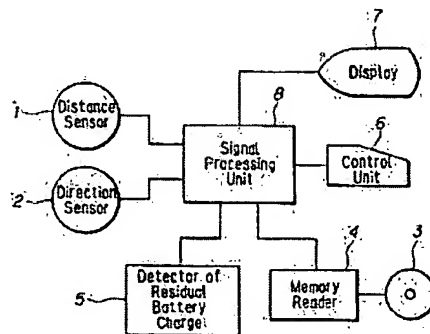 7
Display
8
1
Distance
Sensor
Signal
Processing
Unit
6
Control
Unit
2
Direction
Sensor
4
3
5
Detector of
Residual
Battery
Charge
Memory
Reader